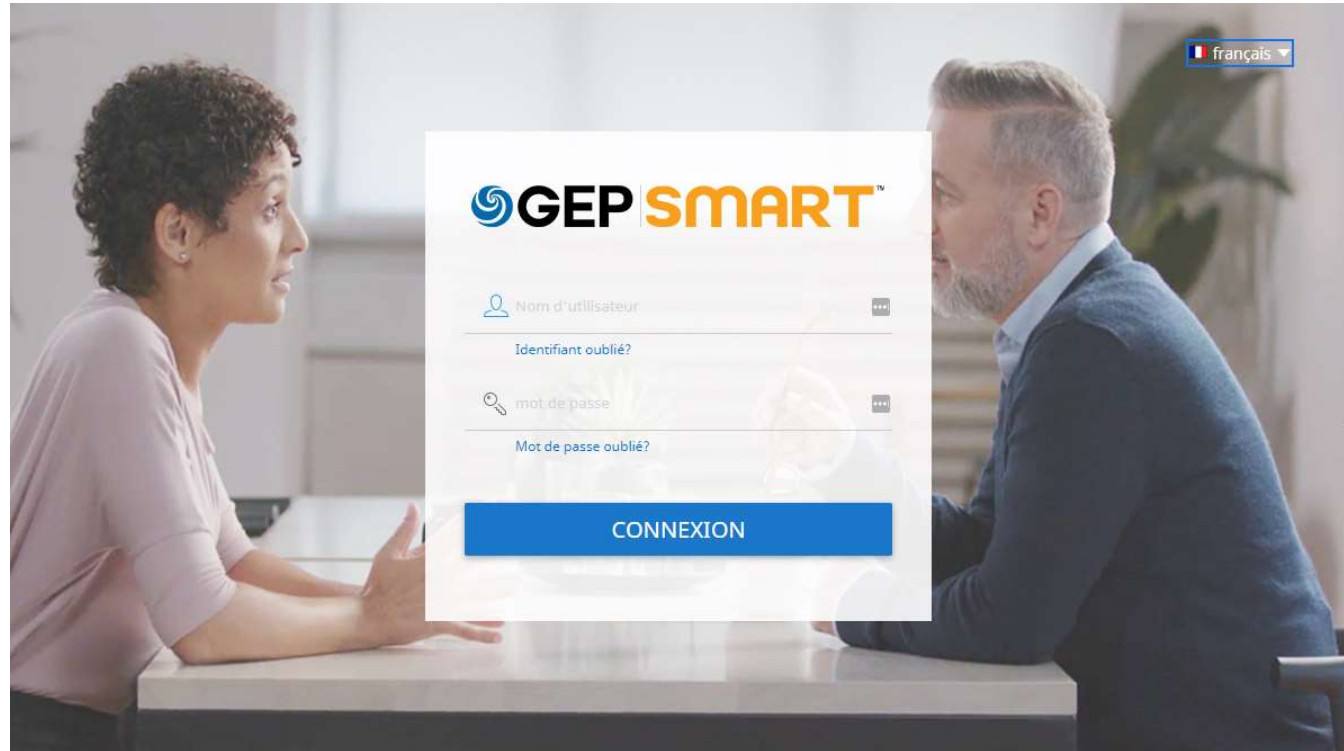 français
GEP SMART™
Nom d'utilisateur
Identifiant oublié?
mot de passe
Mot de passe oublié?
CONNEXION